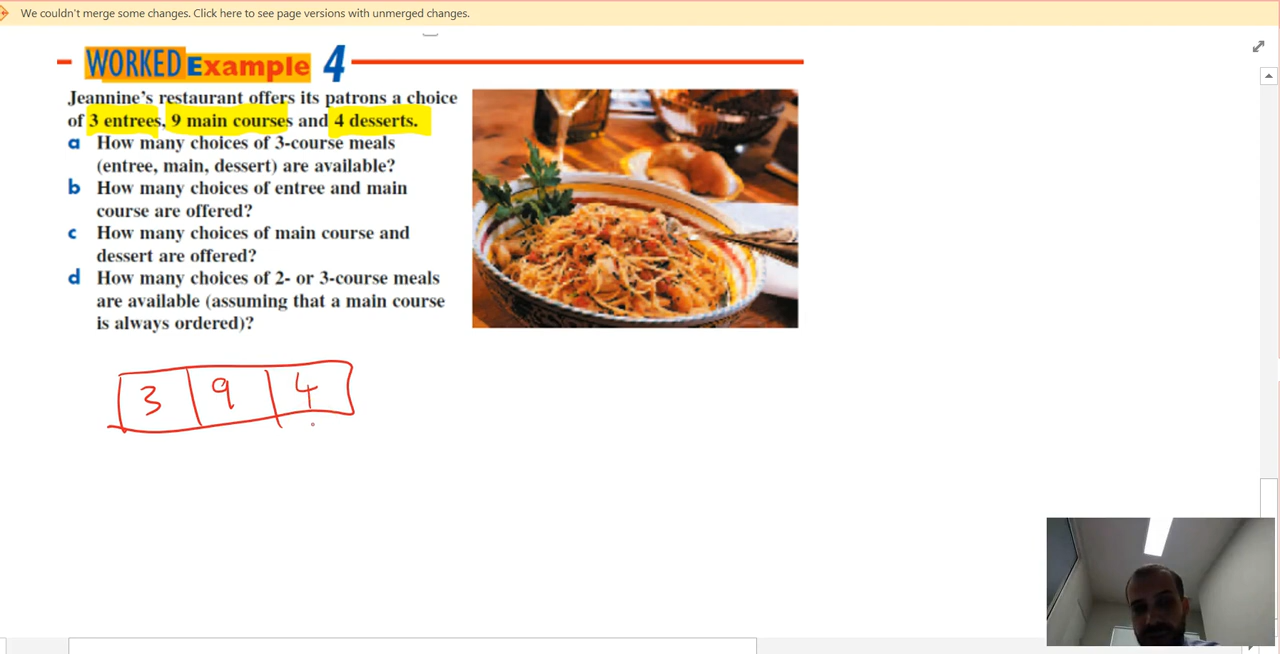 We couldn't merge some changes. Click here to see page versions with unmerged changes.
WORKED Example 4
Jeannine's restaurant offers its patrons a choice
of 3 entrees, 9 main courses and 4 desserts.
a How many choices of 3-course meals
(entree, main, dessert) are available?
b How many choices of entree and main
course are offered?
c How many choices of main course and
dessert are offered?
d How many choices of 2- or 3-course meals
are available (assuming that a main course
is always ordered)?
3 9 4